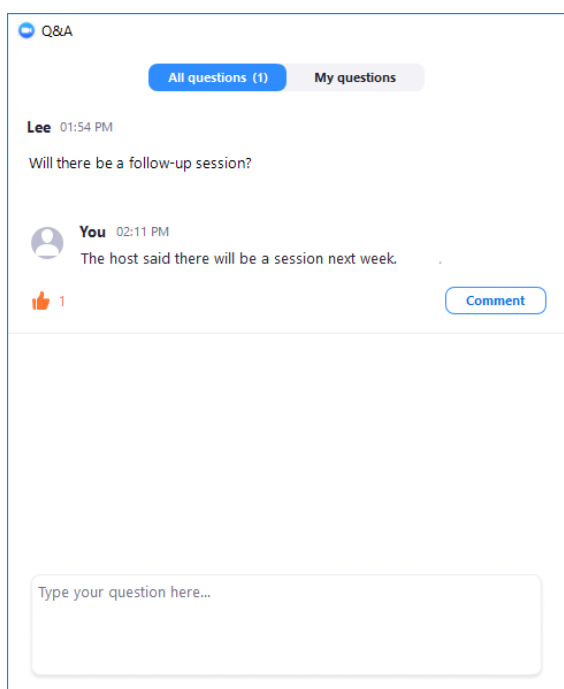 Q&A
All questions (1) My questions
Lee 01:54 PM
Will there be a follow-up session?
You 02:11 PM
The host said there will be a session next week.
1 Comment
Type your question here...